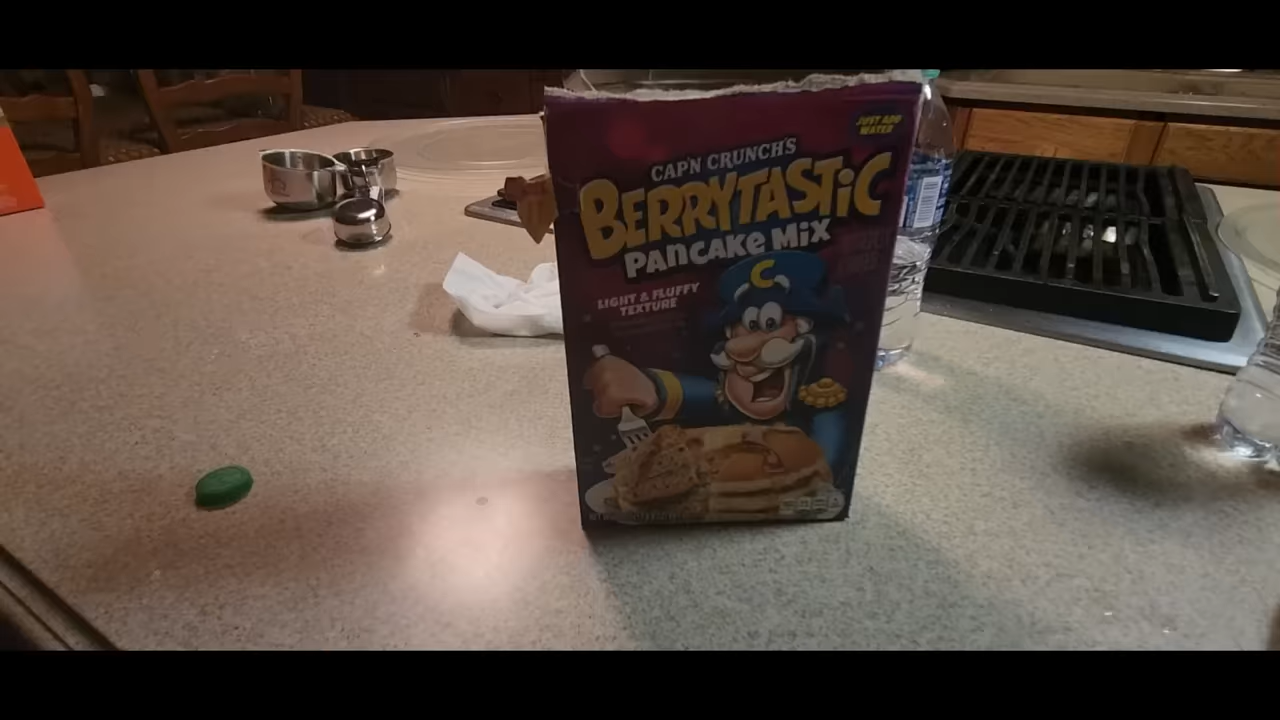 JUST ADD
WATER
CAP'N CRUNCH'S
BERRYTASTiC
PANCAKE MiX
LIGHT & FLUFFY
TEXTURE
C